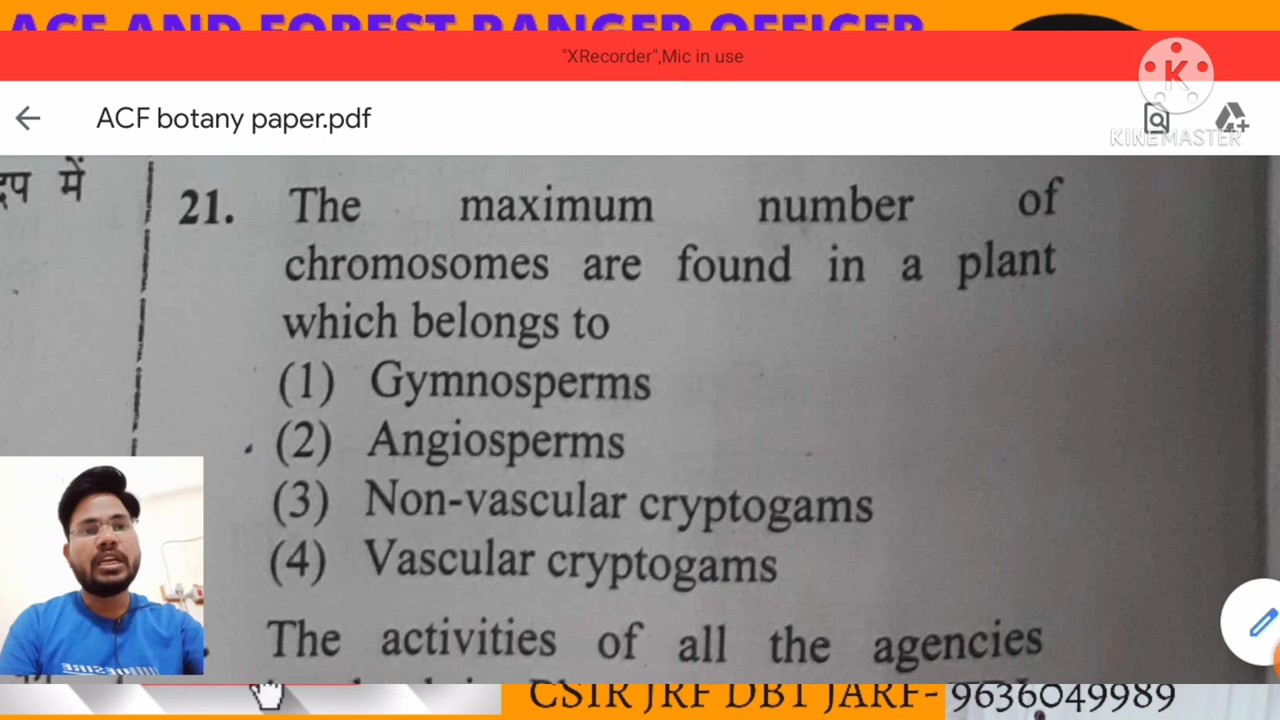 ACF AND FOREST RANGER OFFICER
"XRecorder",Mic in use
K
KINEMASTER
ACF botany paper.pdf
में
21. The maximum number of
chromosomes are found in a plant
which belongs to
(1) Gymnosperms
(2) Angiosperms
(3) Non-vascular cryptogams
(4) Vascular cryptogams
The activities of all the agencies
CSIR JRF DBT JARF- 9636049989